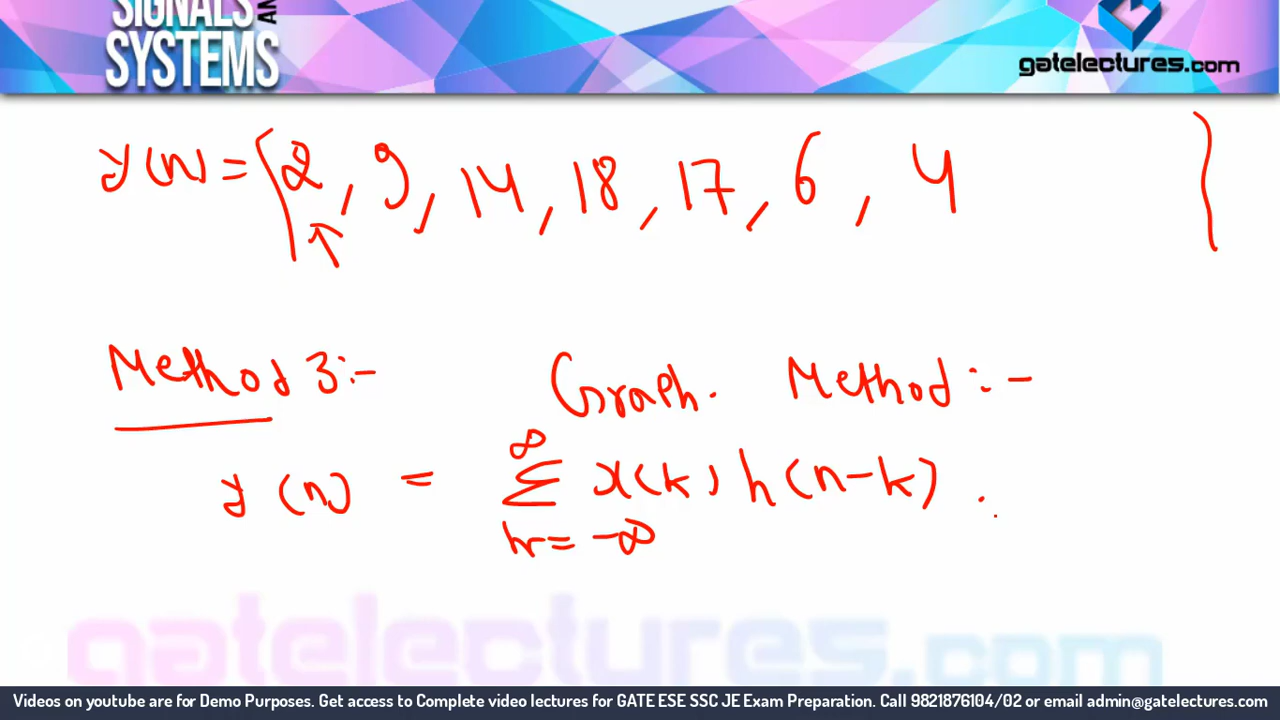 SIGNALS AN
SYSTEMS
gatelectures.com
y(n) = {2, 9, 14, 18, 17, 6, 4 }
↑
Method 3:-
Graph. Method:-
∞
y(n) = Σ x(k) h(n-k).
k = -∞
gatelectures.com
Videos on youtube are for Demo Purposes. Get access to Complete video lectures for GATE ESE SSC JE Exam Preparation. Call 9821876104/02 or email admin@gatelectures.com